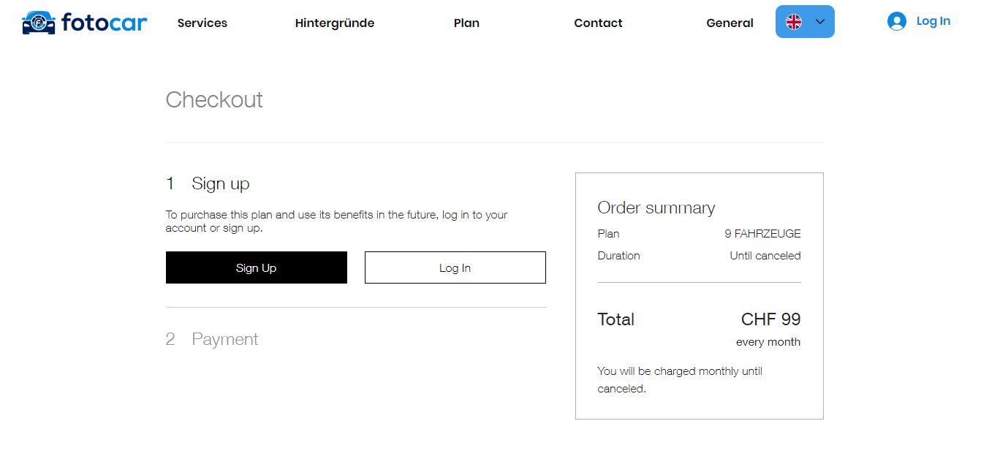 fotocar
Services
Hintergründe
Plan
Contact
General
Log In
Checkout
1 Sign up
To purchase this plan and use its benefits in the future, log in to your
account or sign up.
Sign Up
Log In
2 Payment
Order summary
Plan 9 FAHRZEUGE
Duration Until canceled
Total CHF 99
every month
You will be charged monthly until
canceled.